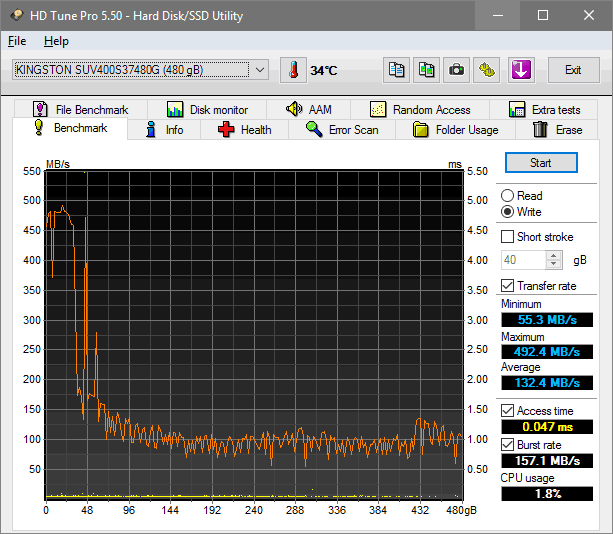 HD Tune Pro 5.50 - Hard Disk/SSD Utility
File Help
KINGSTON SUV400S37480G (480 gB)
34°C
Exit
File Benchmark Disk monitor AAM Random Access Extra tests
Benchmark Info Health Error Scan Folder Usage Erase
MB/s ms
550 5.50
500 5.00
450 4.50
400 4.00
350 3.50
300 3.00
250 2.50
200 2.00
150 1.50
100 1.00
50 0.50
0 48 96 144 192 240 288 336 384 432 480gB
Start
Read
Write
Short stroke
40 gB
Transfer rate
Minimum
55.3 MB/s
Maximum
492.4 MB/s
Average
132.4 MB/s
Access time
0.047 ms
Burst rate
157.1 MB/s
CPU usage
1.8%